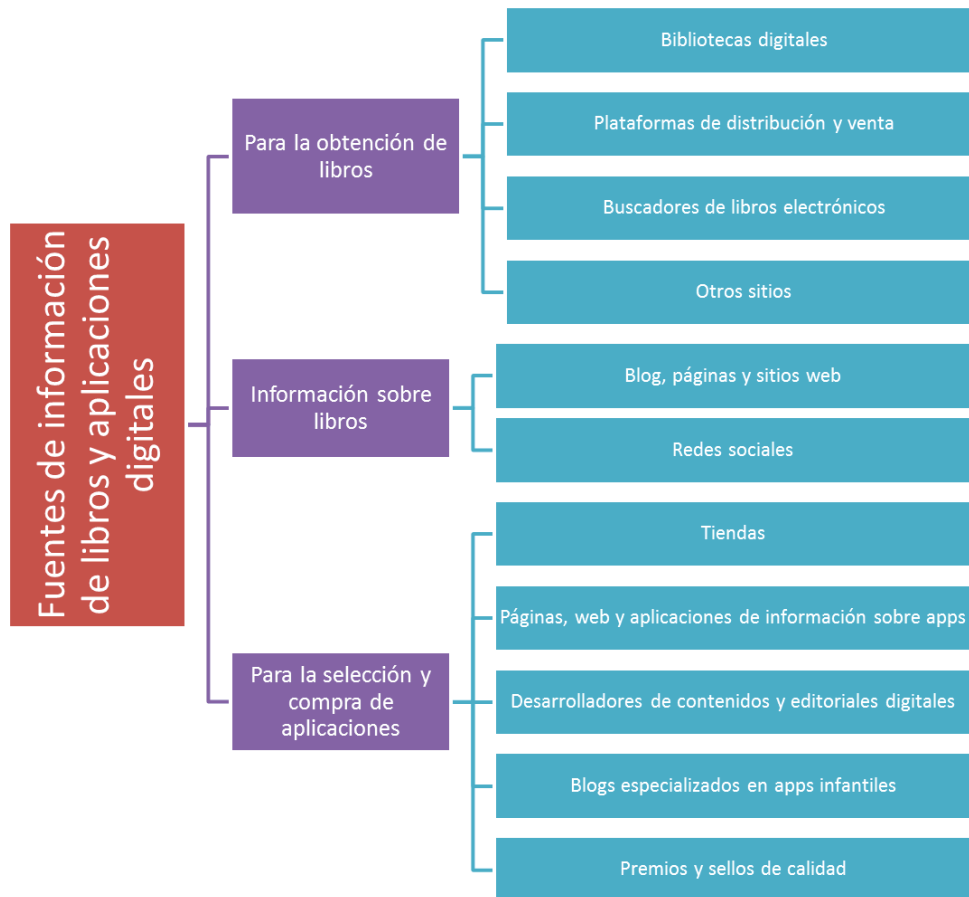 Fuentes de información
de libros y aplicaciones
digitales
Para la obtención de
libros
Bibliotecas digitales
Plataformas de distribución y venta
Buscadores de libros electrónicos
Otros sitios
Información sobre
libros
Blog, páginas y sitios web
Redes sociales
Para la selección y
compra de
aplicaciones
Tiendas
Páginas, web y aplicaciones de información sobre apps
Desarrolladores de contenidos y editoriales digitales
Blogs especializados en apps infantiles
Premios y sellos de calidad